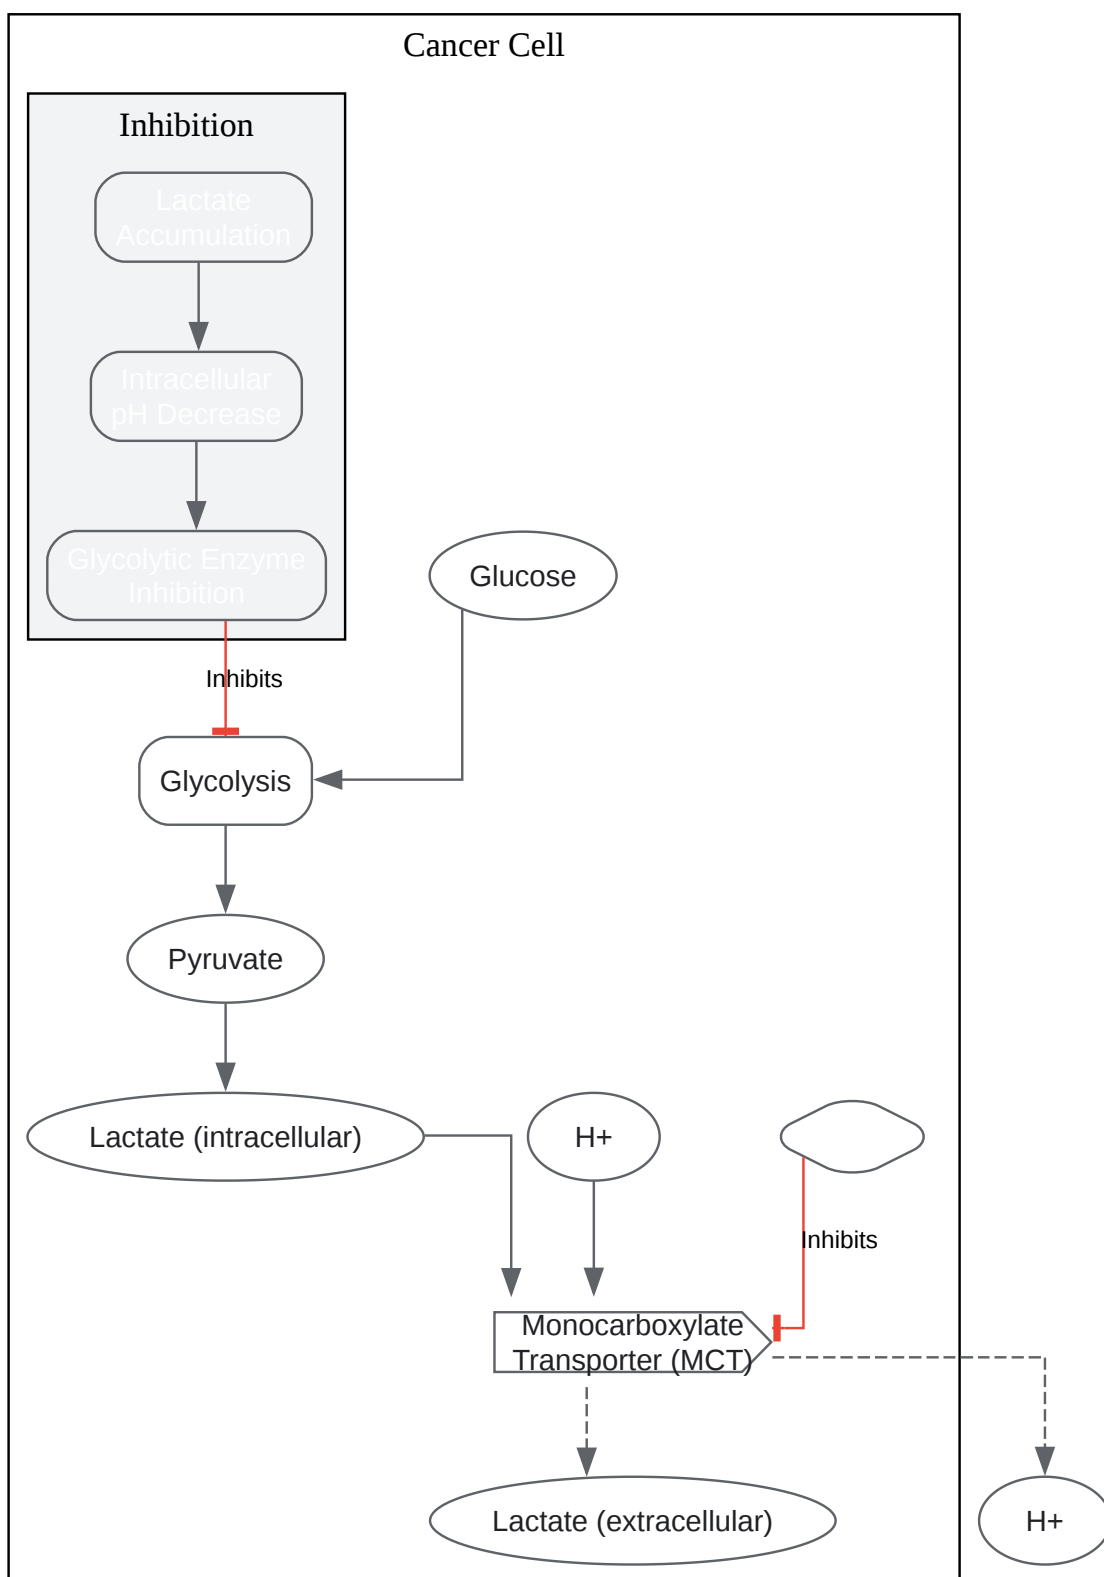 Cancer Cell
Inhibition
Lactate
Accumulation
Intracellular
pH Decrease
Glycolytic Enzyme
Inhibition
Glucose
Inhibits
Glycolysis
Pyruvate
Lactate (intracellular)
H+
Inhibits
Monocarboxylate
Transporter (MCT)
Lactate (extracellular)
H+